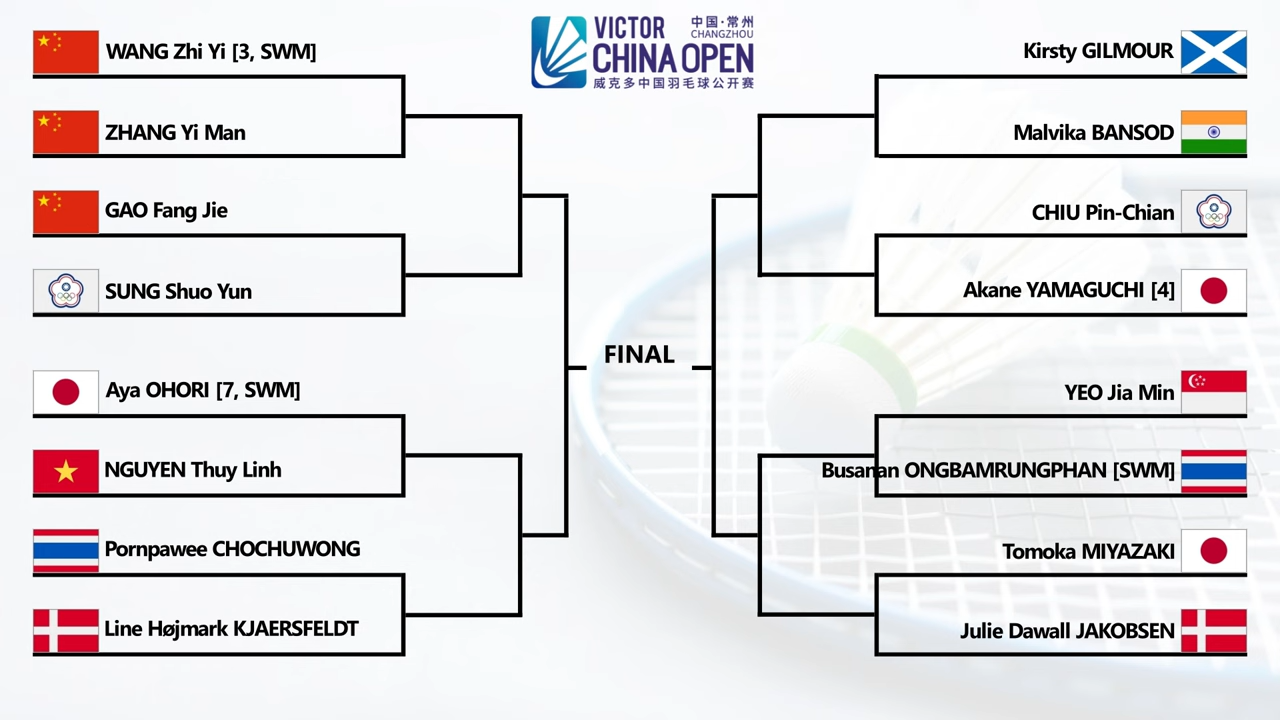 VICTOR
中国·常州
CHANGZHOU
CHINA OPEN
威克多中国羽毛球公开赛
WANG Zhi Yi [3, SWM]
ZHANG Yi Man
GAO Fang Jie
SUNG Shuo Yun
Aya OHORI [7, SWM]
NGUYEN Thuy Linh
Pornpawee CHOCHUWONG
Line Højmark KJAERSFELDT
FINAL
Kirsty GILMOUR
Malvika BANSOD
CHIU Pin-Chian
Akane YAMAGUCHI [4]
YEO Jia Min
Busanan ONGBAMRUNGPHAN [SWM]
Tomoka MIYAZAKI
Julie Dawall JAKOBSEN